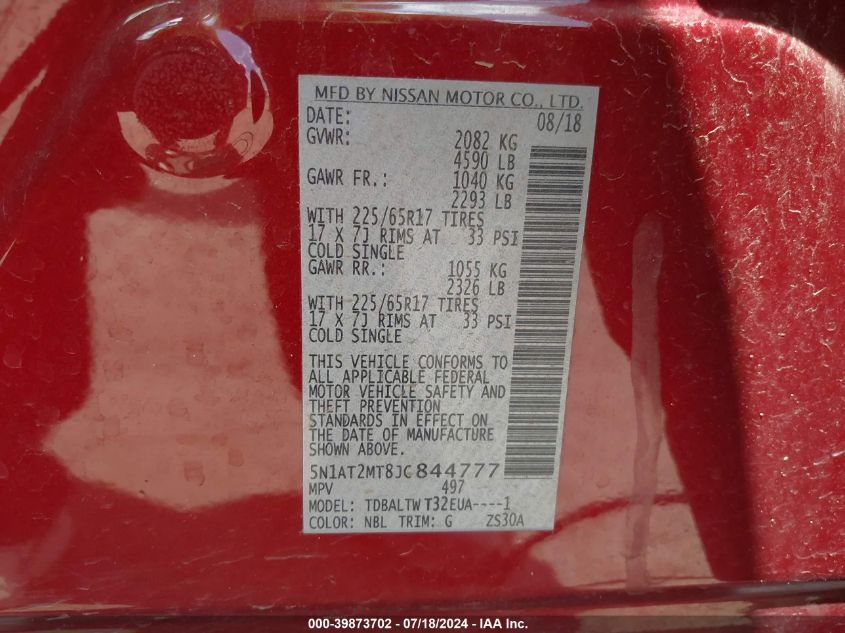 MFD BY NISSAN MOTOR CO., LTD.
DATE: 08/18
GVWR: 2082 KG
4590 LB
GAWR FR.: 1040 KG
2293 LB
WITH 225/65R17 TIRES
17 X 7J RIMS AT 33 PSI
COLD SINGLE
GAWR RR.: 1055 KG
2326 LB
WITH 225/65R17 TIRES
17 X 7J RIMS AT 33 PSI
COLD SINGLE
THIS VEHICLE CONFORMS TO
ALL APPLICABLE FEDERAL
MOTOR VEHICLE SAFETY AND
THEFT PREVENTION
STANDARDS IN EFFECT ON
THE DATE OF MANUFACTURE
SHOWN ABOVE.
5N1AT2MT8JC844777
MPV 497
MODEL: TDBALTW T32EUA----1
COLOR: NBL TRIM: G ZS30A
000-39873702 - 07/18/2024 - IAA Inc.